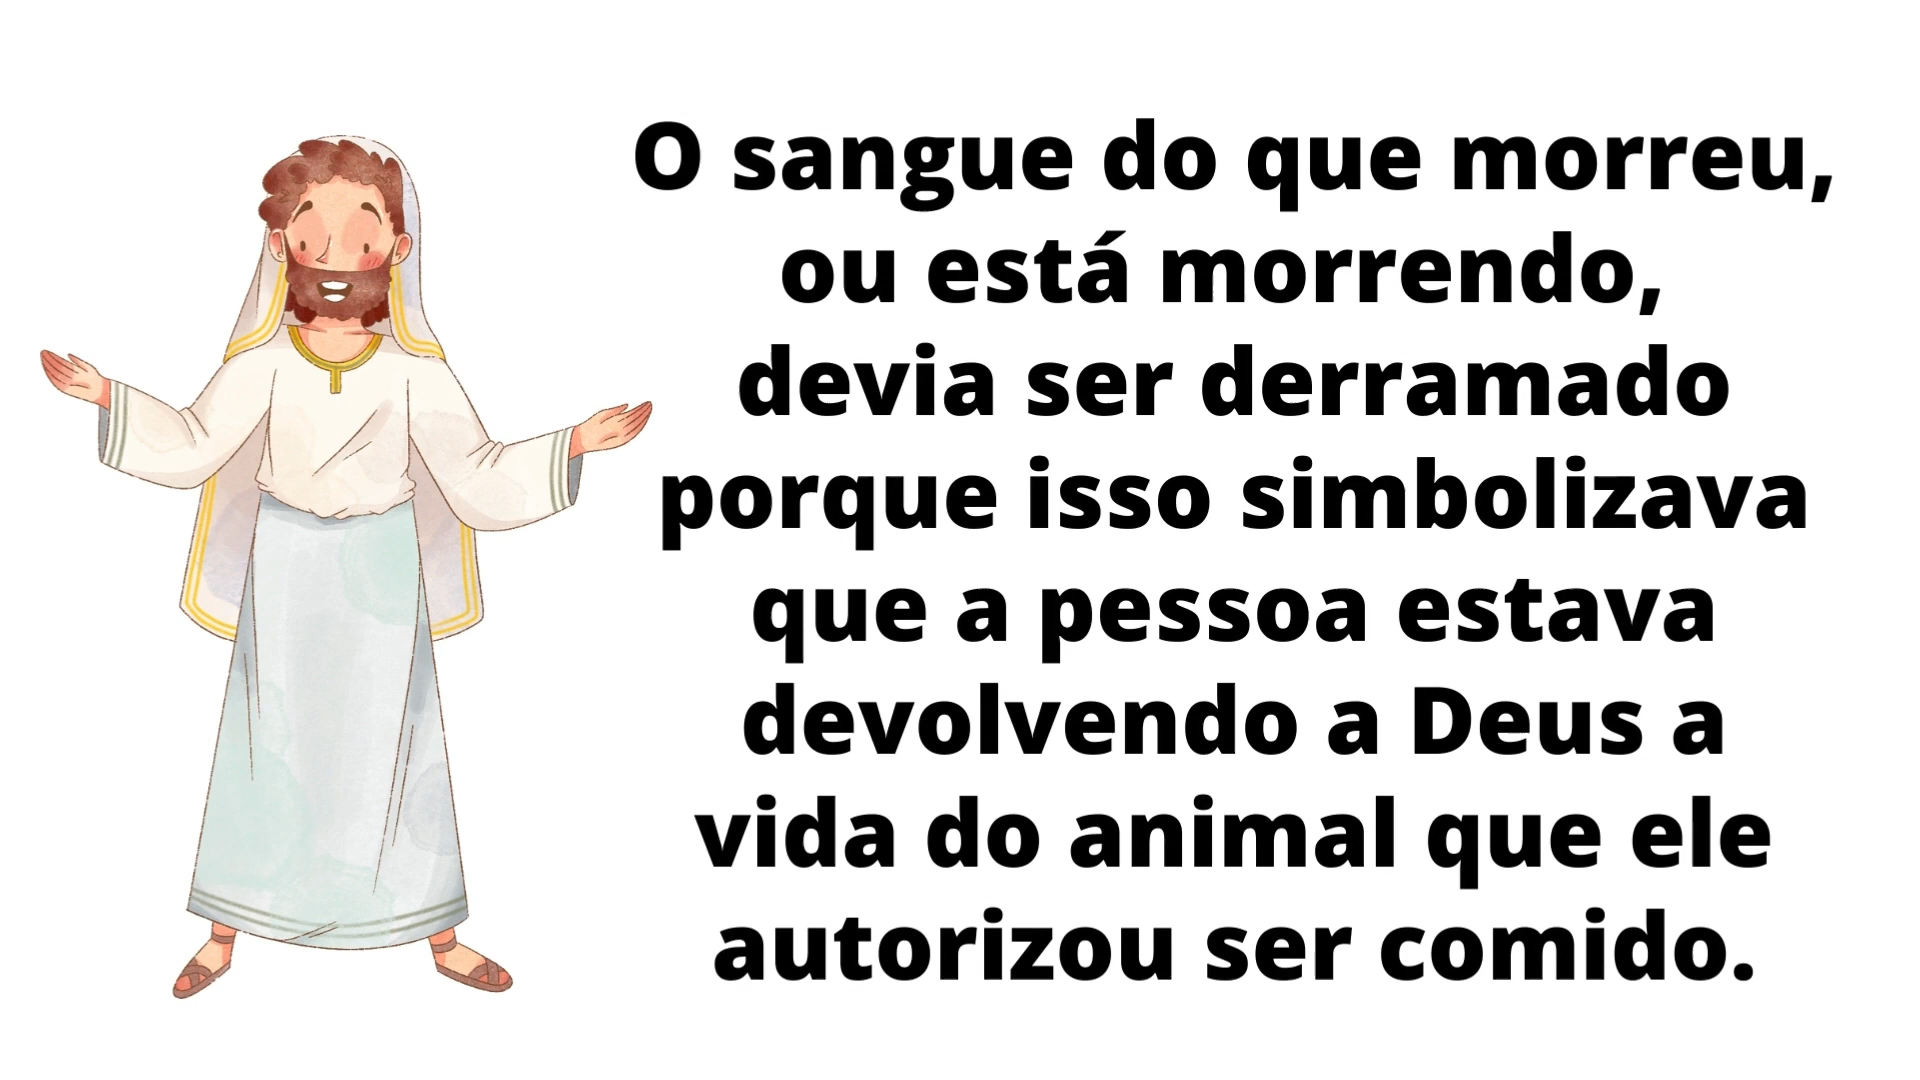 O sangue do que morreu,
ou está morrendo,
devia ser derramado
porque isso simbolizava
que a pessoa estava
devolvendo a Deus a
vida do animal que ele
autorizou ser comido.